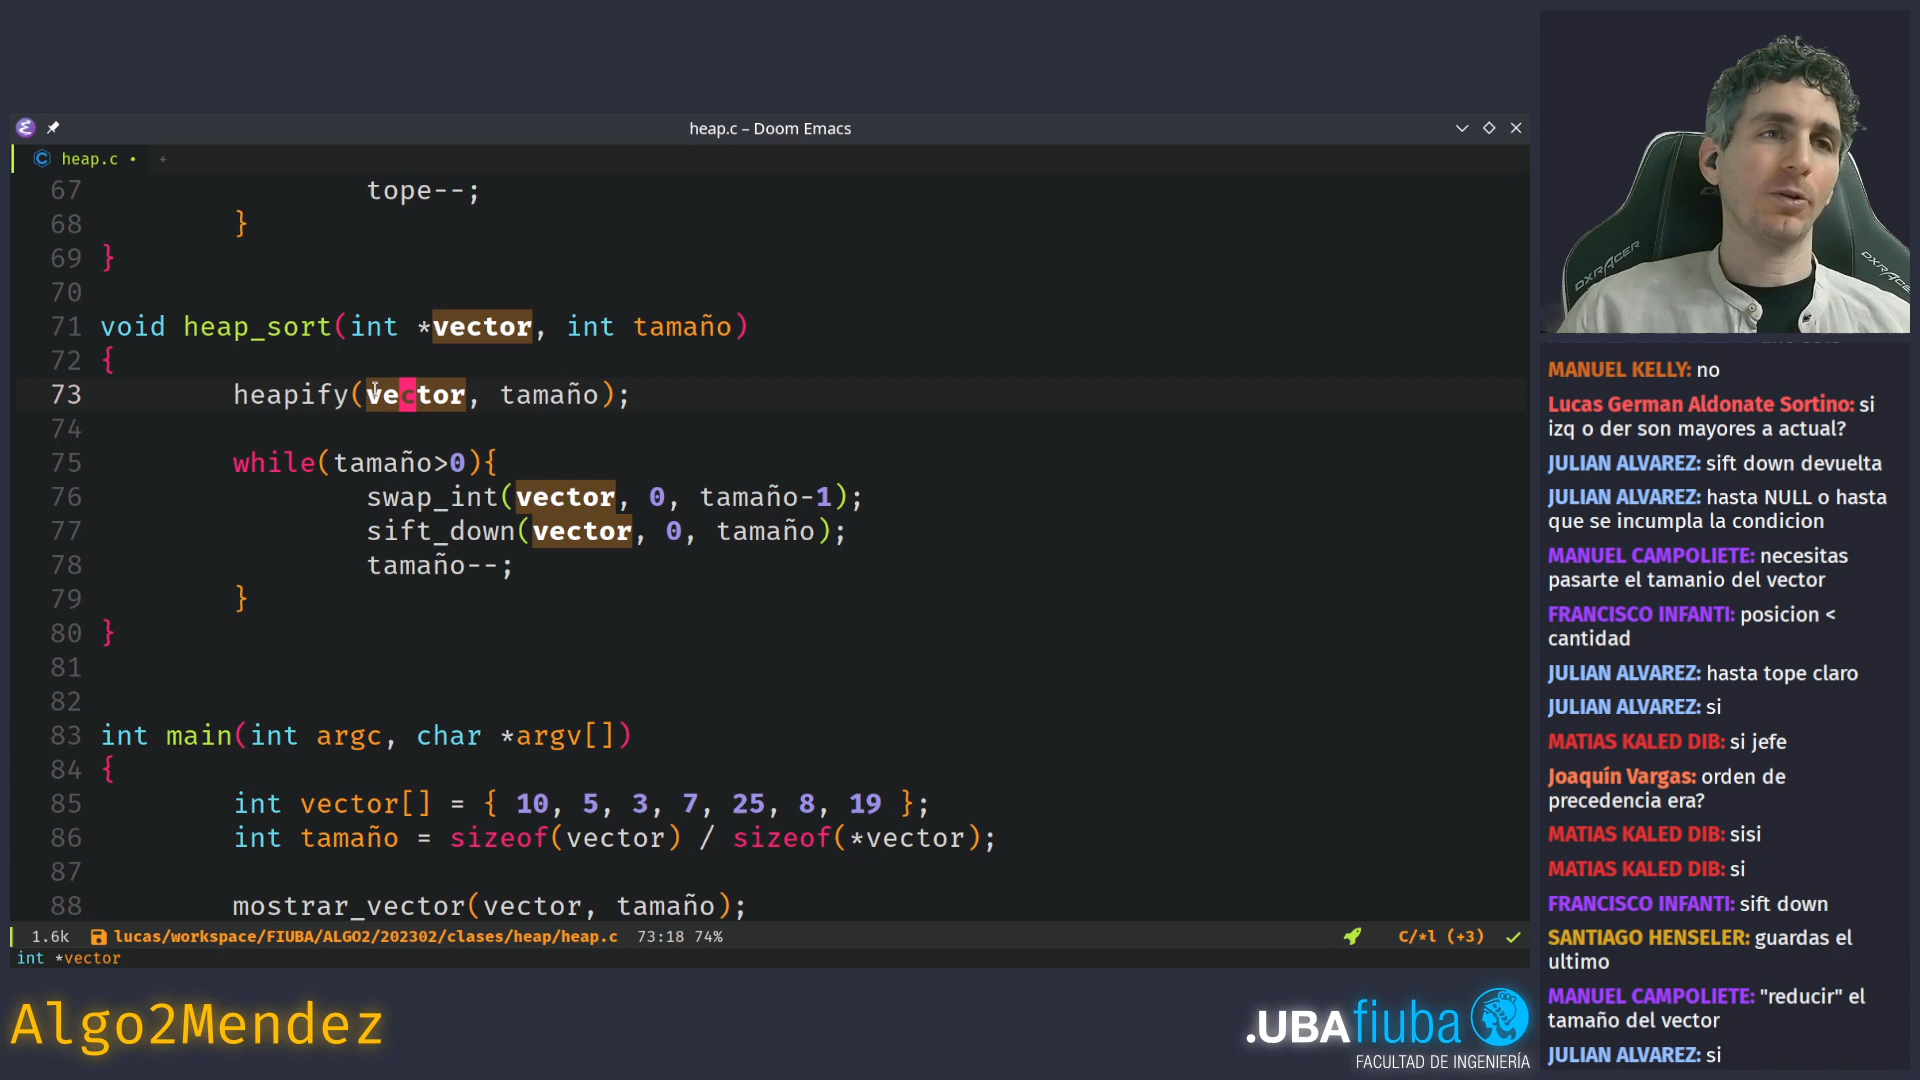 heap.c – Doom Emacs
heap.c • +
67 tope--;
68 }
69 }
70
71 void heap_sort(int *vector, int tamaño)
72 {
73 heapify(vector, tamaño);
74
75 while(tamaño>0){
76 swap_int(vector, 0, tamaño-1);
77 sift_down(vector, 0, tamaño);
78 tamaño--;
79 }
80 }
81
82
83 int main(int argc, char *argv[])
84 {
85 int vector[] = { 10, 5, 3, 7, 25, 8, 19 };
86 int tamaño = sizeof(vector) / sizeof(*vector);
87
88 mostrar_vector(vector, tamaño);
1.6k lucas/workspace/FIUBA/ALGO2/202302/clases/heap/heap.c 73:18 74% C/*l (+3)
int *vector
Algo2Mendez
.UBAfiuba
FACULTAD DE INGENIERÍA
DXRACER
DXRACER
MANUEL KELLY: no
Lucas German Aldonate Sortino: si
izq o der son mayores a actual?
JULIAN ALVAREZ: sift down devuelta
JULIAN ALVAREZ: hasta NULL o hasta
que se incumpla la condicion
MANUEL CAMPOLIETE: necesitas
pasarte el tamanio del vector
FRANCISCO INFANTI: posicion <
cantidad
JULIAN ALVAREZ: hasta tope claro
JULIAN ALVAREZ: si
MATIAS KALED DIB: si jefe
Joaquín Vargas: orden de
precedencia era?
MATIAS KALED DIB: sisi
MATIAS KALED DIB: si
FRANCISCO INFANTI: sift down
SANTIAGO HENSELER: guardas el
ultimo
MANUEL CAMPOLIETE: "reducir" el
tamaño del vector
JULIAN ALVAREZ: si